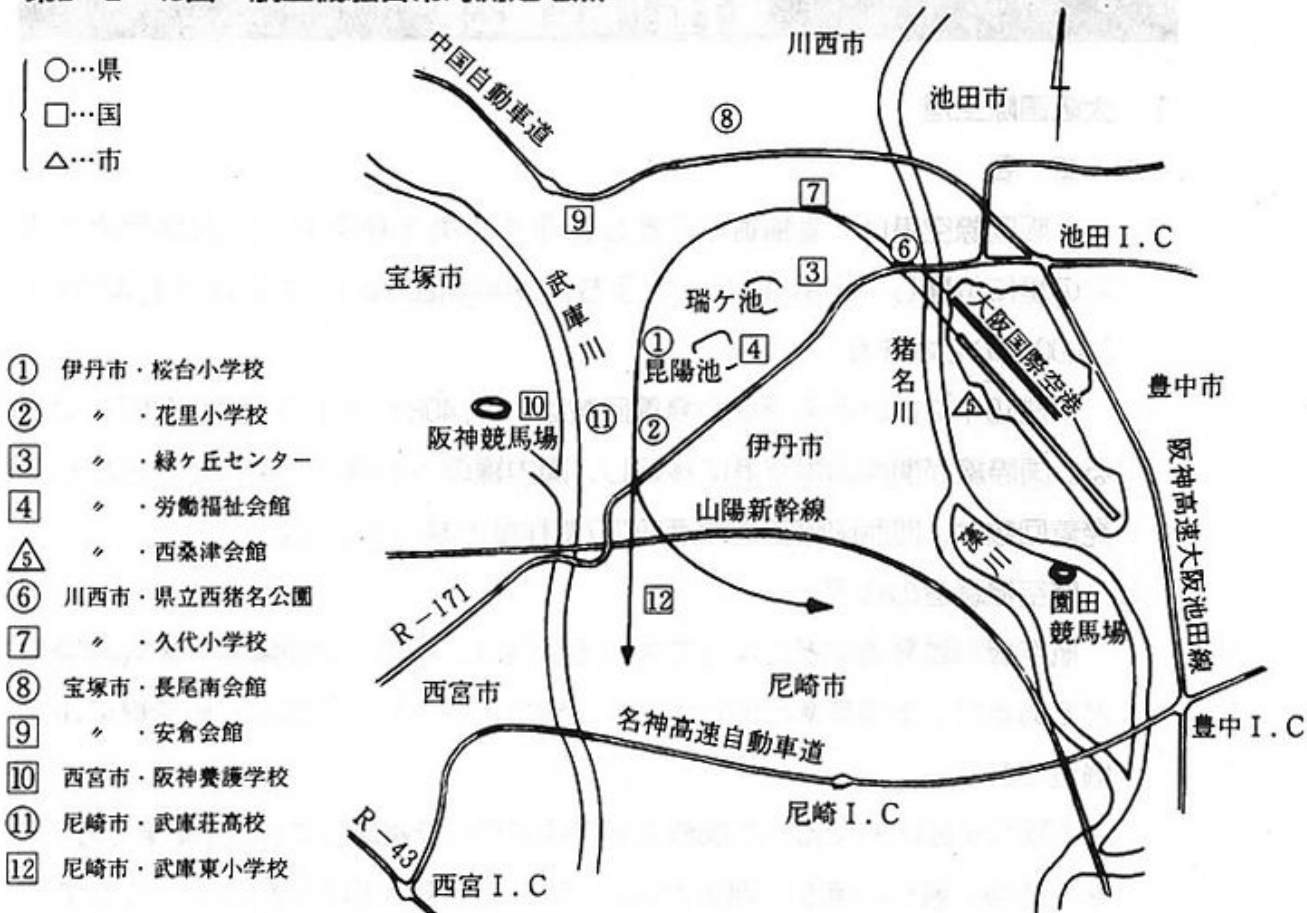 ○…県
□…国
△…市
① 伊丹市・桜台小学校
② 〃・花里小学校
3 〃・緑ケ丘センター
4 〃・労働福祉会館
5 〃・西桑津会館
⑥ 川西市・県立西猪名公園
7 〃・久代小学校
⑧ 宝塚市・長尾南会館
9 〃・安倉会館
10 西宮市・阪神養護学校
⑪ 尼崎市・武庫荘高校
12 尼崎市・武庫東小学校
川西市
中国自動車道
池田市
⑧
7
9
⑥
池田I.C
宝塚市
武庫川
3
瑞ケ池
大阪国際空港
①
4
昆陽池
猪名川
豊中市
5
10
⑪
②
阪神競馬場
伊丹市
山陽新幹線
藻川
阪神高速大阪池田線
12
園田
競馬場
R-171
西宮市
尼崎市
名神高速自動車道
豊中I.C
尼崎I.C
R-43
西宮I.C